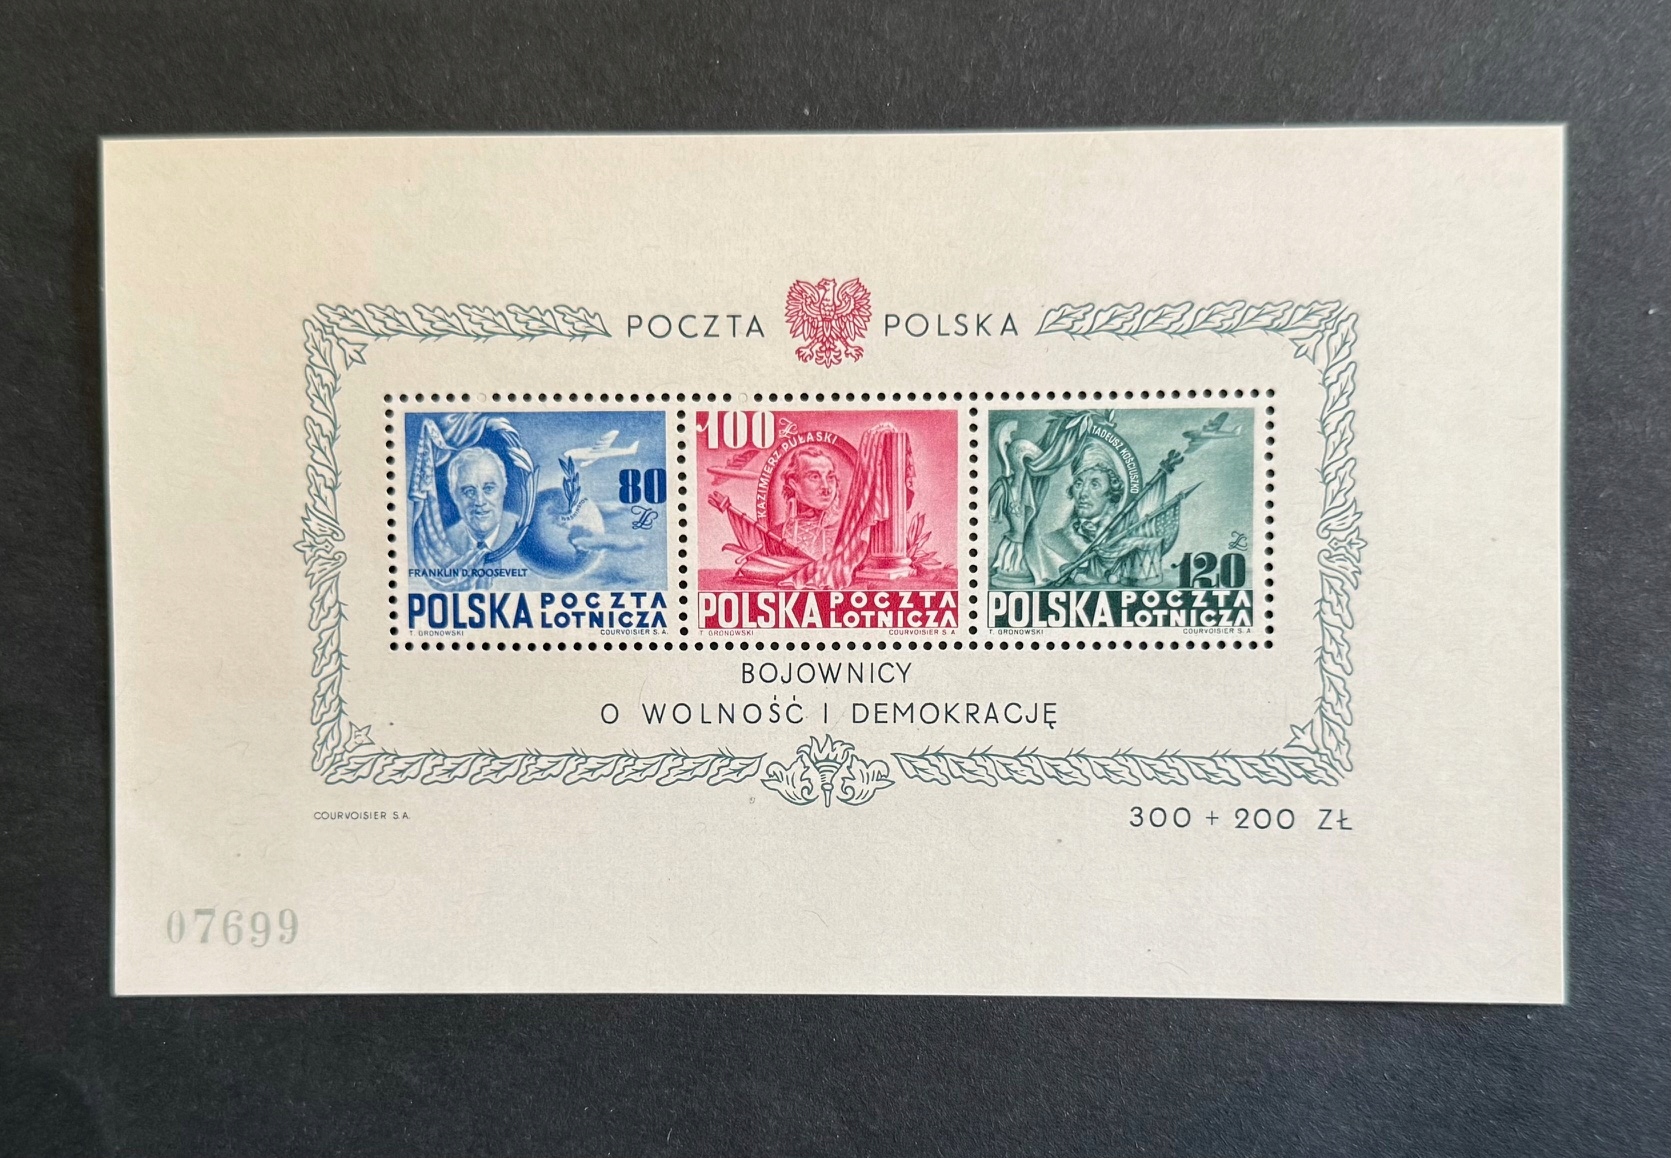 POCZTA POLSKA
80 ZŁ
FRANKLIN D. ROOSEVELT
POLSKA POCZTA LOTNICZA
T. GRONOWSKI COURVOISIER S.A.
100 ZŁ
KAZIMIERZ PUŁASKI
POLSKA POCZTA LOTNICZA
T. GRONOWSKI COURVOISIER S.A.
TADEUSZ KOŚCIUSZKO
120 ZŁ
POLSKA POCZTA LOTNICZA
T. GRONOWSKI COURVOISIER S.A.
BOJOWNICY
O WOLNOŚĆ I DEMOKRACJĘ
COURVOISIER S.A.
300 + 200 ZŁ
07699